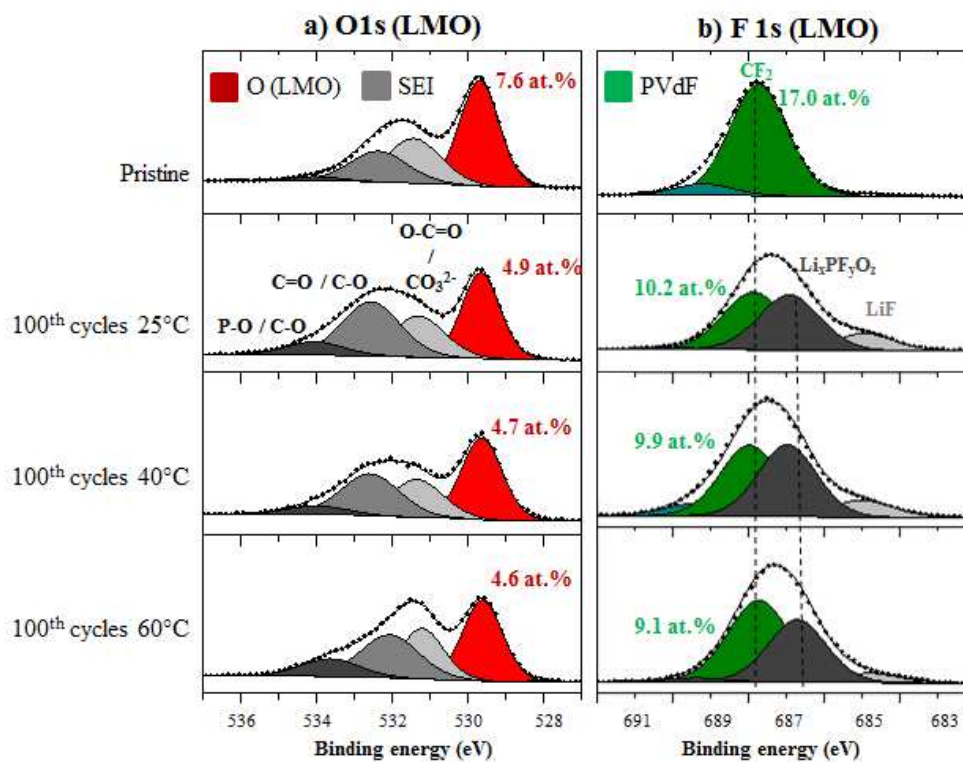 a) O1s (LMO)
b) F 1s (LMO)
O (LMO)
SEI
7.6 at.%
PVdF
CF₂
17.0 at.%
Pristine
O-C=O
/
CO₃²⁻
C=O / C-O
P-O / C-O
4.9 at.%
LiₓPFᵧO₂
10.2 at.%
LiF
100ᵗʰ cycles 25°C
4.7 at.%
9.9 at.%
100ᵗʰ cycles 40°C
4.6 at.%
9.1 at.%
100ᵗʰ cycles 60°C
536 534 532 530 528
691 689 687 685 683
Binding energy (eV)
Binding energy (eV)